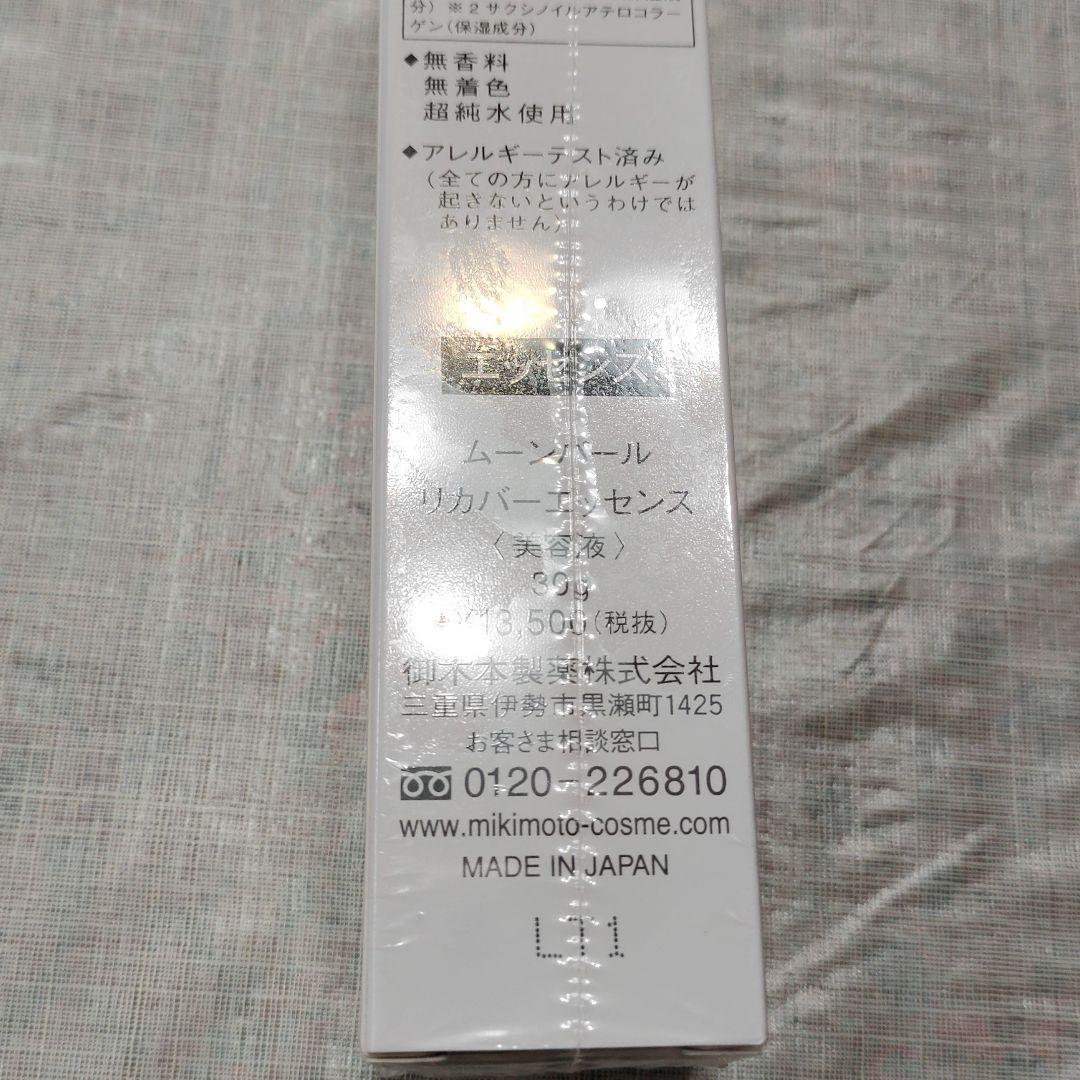 分）※2 サクシノイルアテロコラー
ゲン（保湿成分）
◆無香料
無着色
超純水使用
◆アレルギーテスト済み
（全ての方にアレルギーが
起きないというわけでは
ありません）
エッセンス
ムーンパール
リカバーエッセンス
〈美容液〉
30g
¥13,500（税抜）
御木本製薬株式会社
三重県伊勢市黒瀬町1425
お客さま相談窓口
0120-226810
www.mikimoto-cosme.com
MADE IN JAPAN